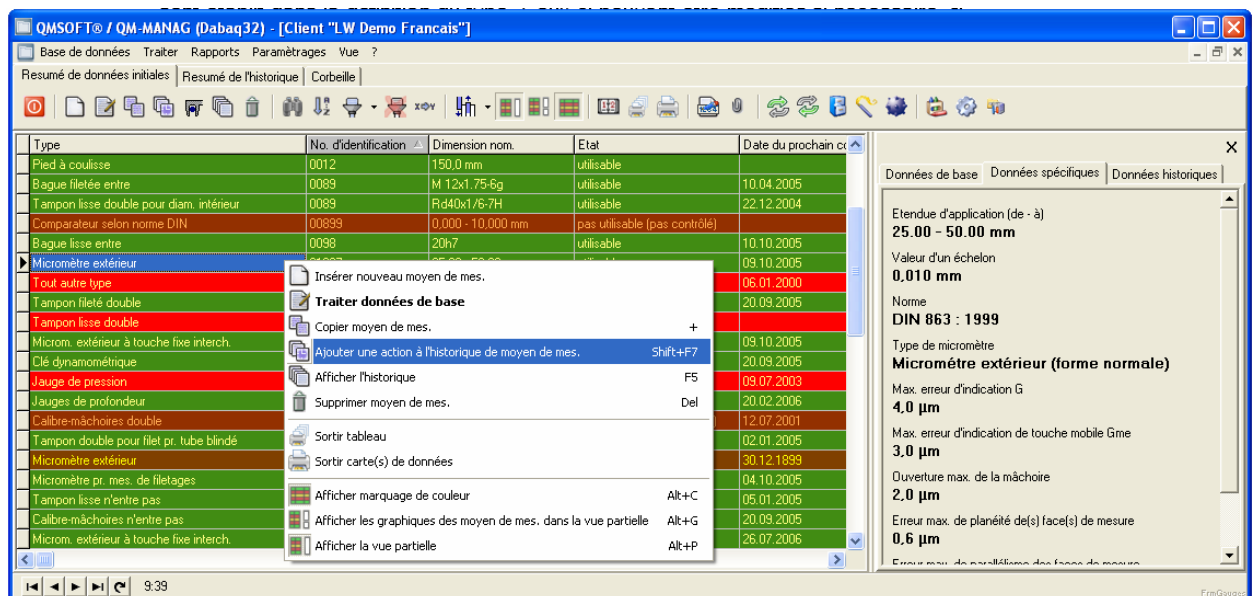 QMSOFT® / QM-MANAG (Dabaq32) - [Client "LW Demo Francais"]
Base de données Traiter Rapports Paramètrages Vue ?
Resumé de données initiales Resumé de l'historique Corbeille
Type No. d'identification Dimension nom. Etat Date du prochain co
Pied à coulisse 0012 150,0 mm utilisable
Bague filetée entre 0089 M 12x1.75-6g utilisable 10.04.2005
Tampon lisse double pour diam. intérieur 0089 Rd40x1/6-7H utilisable 22.12.2004
Comparateur selon norme DIN 00899 0,000 - 10,000 mm pas utilisable (pas contrôlé)
Bague lisse entre 0098 20h7 utilisable 10.10.2005
Micromètre extérieur 09.10.2005
Tout autre type 06.01.2000
Tampon fileté double 20.09.2005
Tampon lisse double
Microm. extérieur à touche fixe interch. 09.10.2005
Clé dynamométrique 20.09.2005
Jauge de pression 09.07.2003
Jauges de profondeur 20.02.2006
Calibre-mâchoires double 12.07.2001
Tampon double pour filet pr. tube blindé 02.01.2005
Micromètre extérieur 30.12.1899
Micromètre pr. mes. de filetages 04.10.2005
Tampon lisse n'entre pas 05.01.2005
Calibre-mâchoires n'entre pas 20.09.2005
Microm. extérieur à touche fixe interch. 26.07.2006
Insérer nouveau moyen de mes.
Traiter données de base
Copier moyen de mes. +
Ajouter une action à l'historique de moyen de mes. Shift+F7
Afficher l'historique F5
Supprimer moyen de mes. Del
Sortir tableau
Sortir carte(s) de données
Afficher marquage de couleur Alt+C
Afficher les graphiques des moyen de mes. dans la vue partielle Alt+G
Afficher la vue partielle Alt+P
Données de base Données spécifiques Données historiques
Etendue d'application (de - à)
25.00 - 50.00 mm
Valeur d'un échelon
0,010 mm
Norme
DIN 863 : 1999
Type de micromètre
Micrométre extérieur (forme normale)
Max. erreur d'indication G
4,0 µm
Max. erreur d'indication de touche mobile Gme
3,0 µm
Ouverture max. de la mâchoire
2,0 µm
Erreur max. de planéité de(s) face(s) de mesure
0,6 µm
9:39
FrmGauges